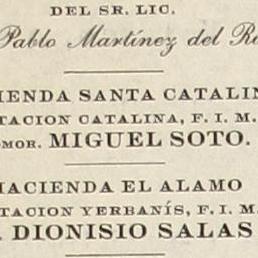 DEL SR. LIC.
Pablo Martínez del R
IENDA SANTA CATALIN
TACION CATALINA, F. I. M.
MOR. MIGUEL SOTO.
HACIENDA EL ALAMO
TACION YERBANÍS, F. I. M.
. DIONISIO SALAS